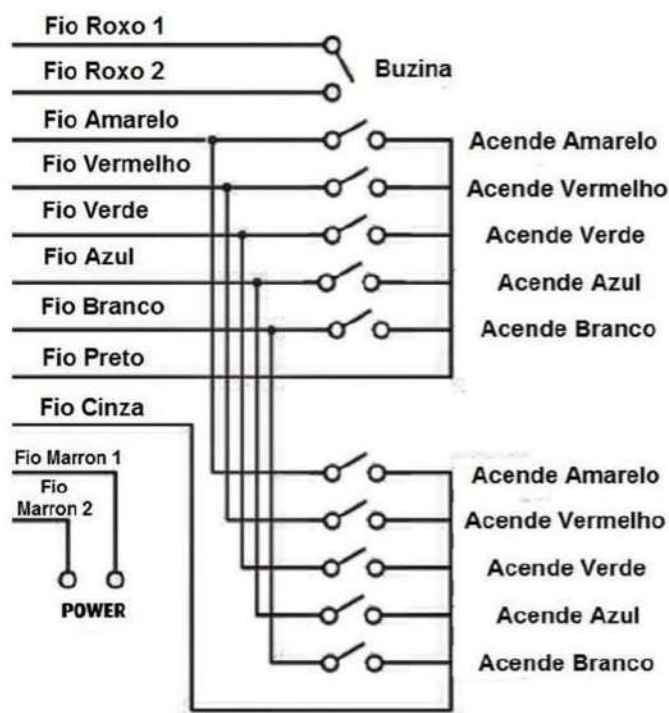 Fio Roxo 1
Fio Roxo 2
Buzina
Fio Amarelo
Acende Amarelo
Fio Vermelho
Acende Vermelho
Fio Verde
Acende Verde
Fio Azul
Acende Azul
Fio Branco
Acende Branco
Fio Preto
Fio Cinza
Fio Marron 1
Fio
Marron 2
POWER
Acende Amarelo
Acende Vermelho
Acende Verde
Acende Azul
Acende Branco